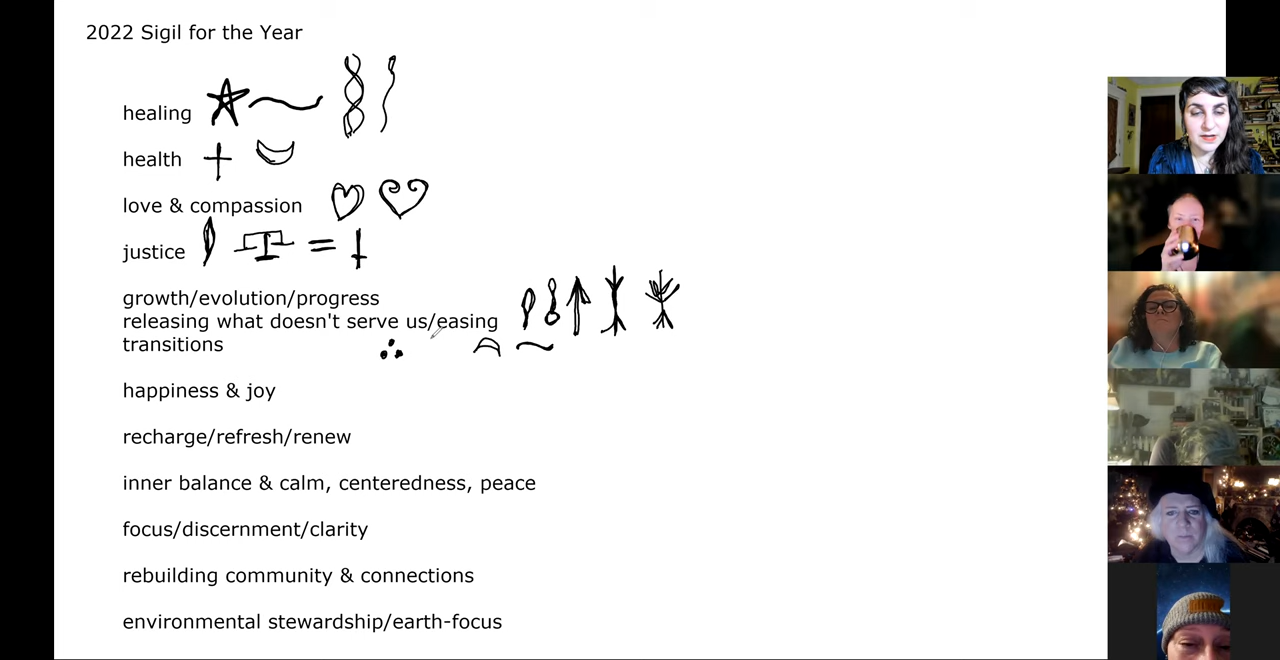 2022 Sigil for the Year
healing
health
love & compassion
justice
growth/evolution/progress
releasing what doesn't serve us/easing
transitions
happiness & joy
recharge/refresh/renew
inner balance & calm, centeredness, peace
focus/discernment/clarity
rebuilding community & connections
environmental stewardship/earth-focus